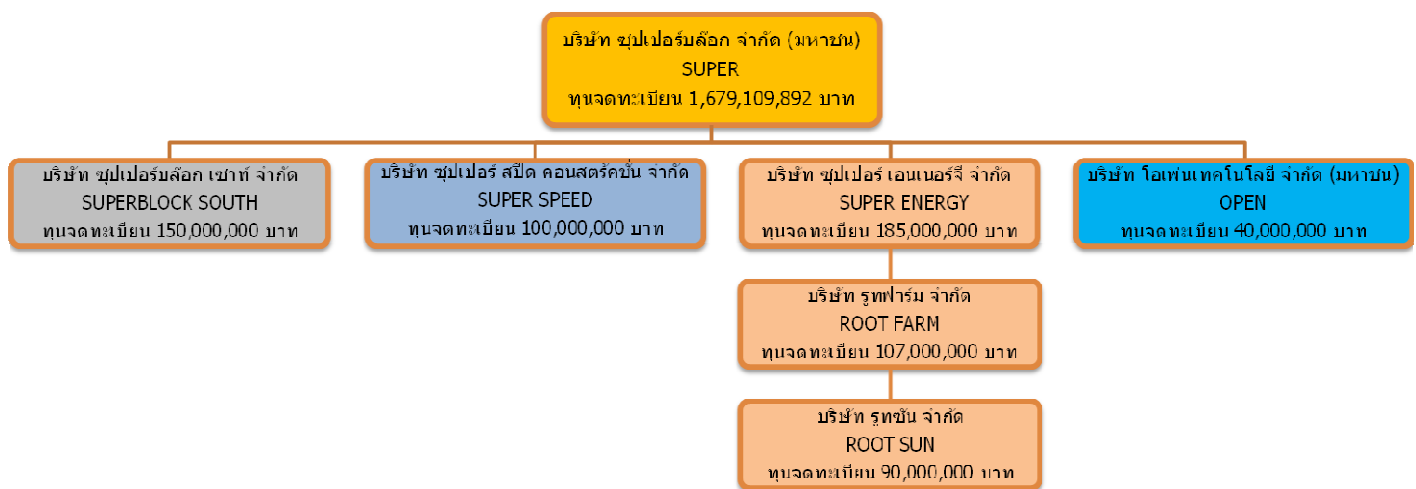 บริษัท ซุปเปอร์บล๊อก จำกัด (มหาชน)
SUPER
ทุนจดทะเบียน 1,679,109,892 บาท
บริษัท ซุปเปอร์บล๊อก เซาท์ จำกัด
SUPERBLOCK SOUTH
ทุนจดทะเบียน 150,000,000 บาท
บริษัท ซุปเปอร์ สปีด คอนสตรัคชั่น จำกัด
SUPER SPEED
ทุนจดทะเบียน 100,000,000 บาท
บริษัท ซุปเปอร์ เอนเนอร์จี จำกัด
SUPER ENERGY
ทุนจดทะเบียน 185,000,000 บาท
บริษัท โอเพ่นเทคโนโลยี จำกัด (มหาชน)
OPEN
ทุนจดทะเบียน 40,000,000 บาท
บริษัท รูทฟาร์ม จำกัด
ROOT FARM
ทุนจดทะเบียน 107,000,000 บาท
บริษัท รูทซัน จำกัด
ROOT SUN
ทุนจดทะเบียน 90,000,000 บาท